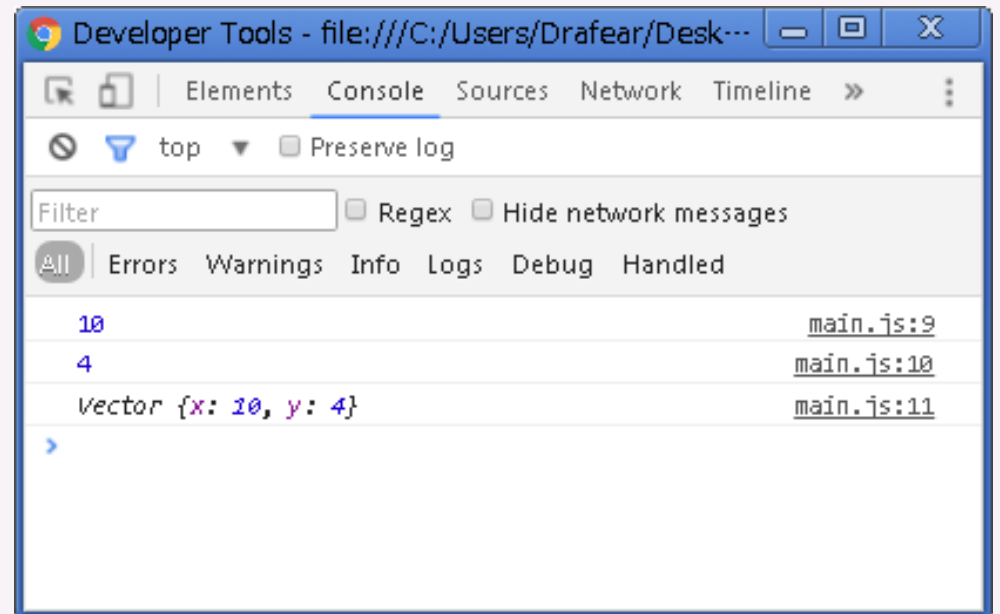 Developer Tools - file:///C:/Users/Drafear/Desk⋯
Elements Console Sources Network Timeline »
top ▼ Preserve log
Filter Regex Hide network messages
All Errors Warnings Info Logs Debug Handled
10 main.js:9
4 main.js:10
Vector {x: 10, y: 4} main.js:11
>